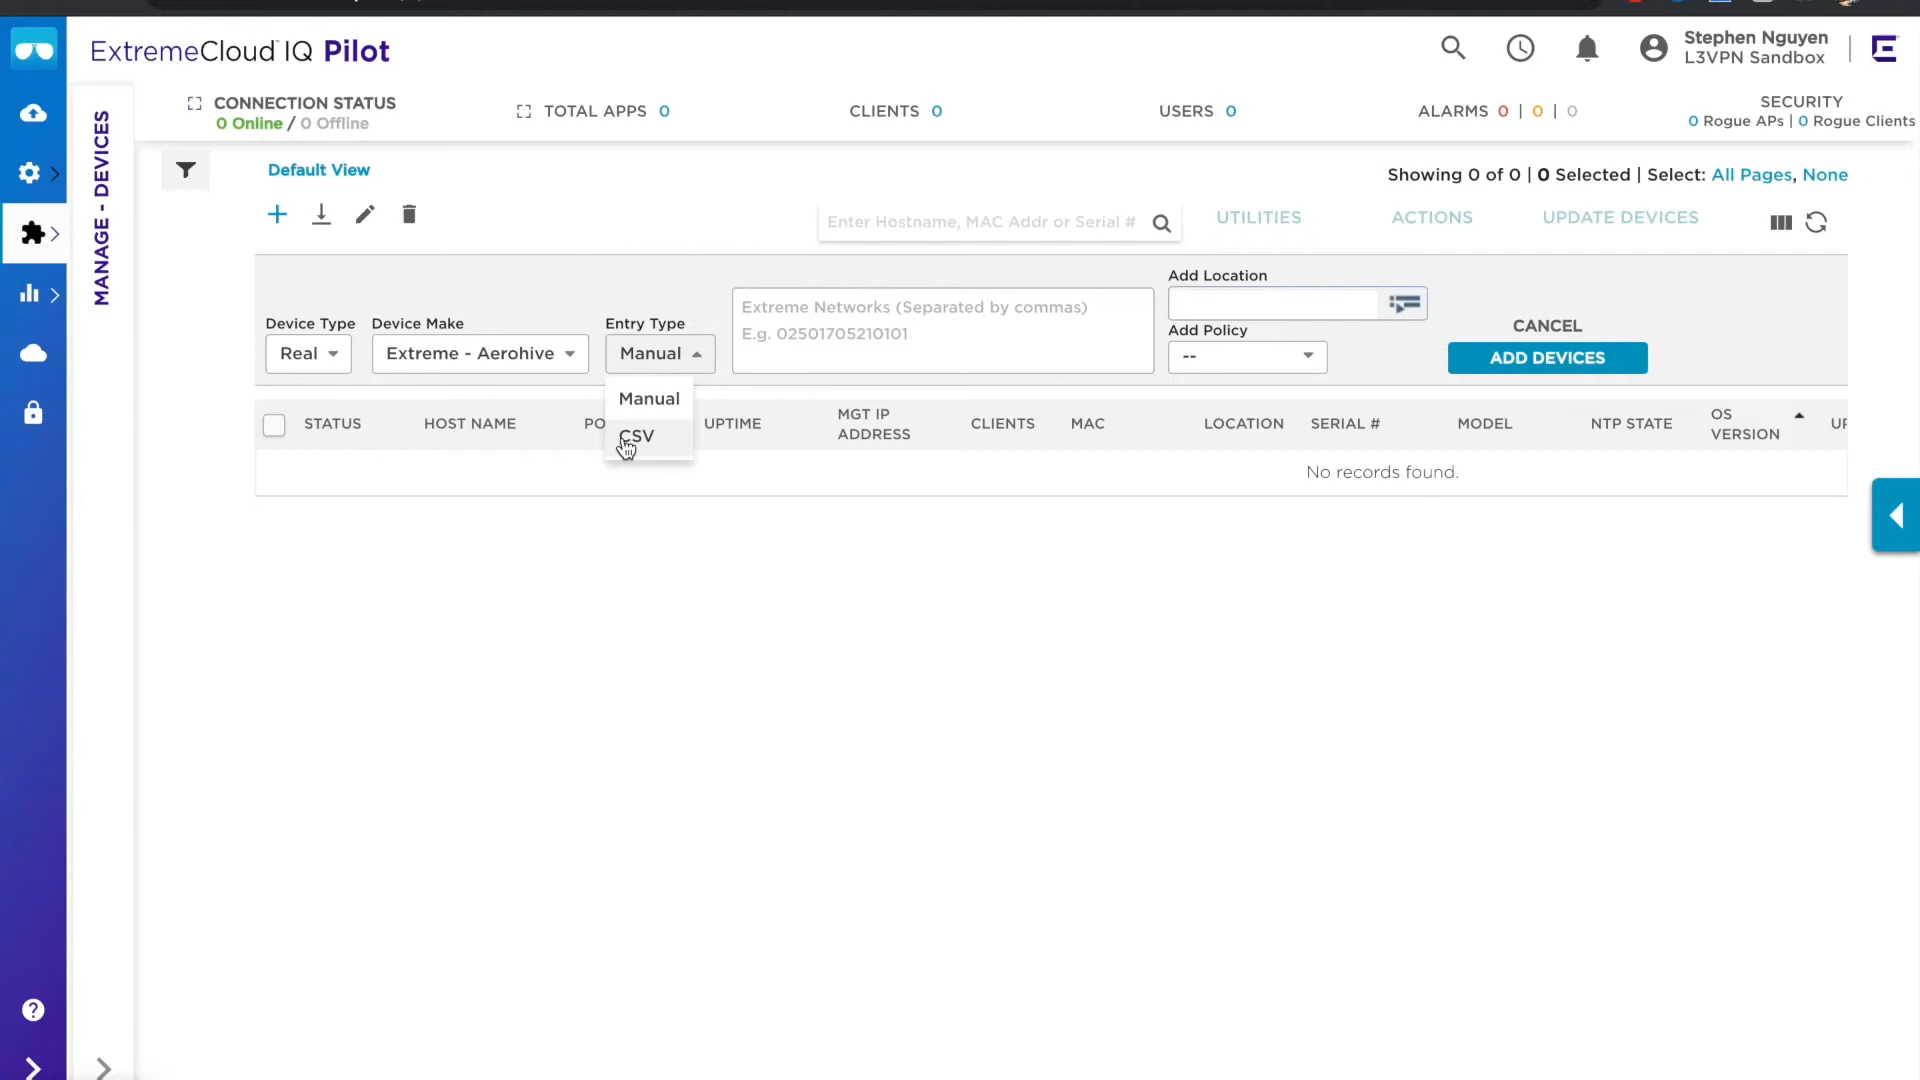 ExtremeCloud IQ Pilot
Stephen Nguyen
L3VPN Sandbox
CONNECTION STATUS
0 Online / 0 Offline
TOTAL APPS 0
CLIENTS 0
USERS 0
ALARMS 0 | 0 | 0
SECURITY
0 Rogue APs | 0 Rogue Clients
MANAGE - DEVICES
Default View
Showing 0 of 0 | 0 Selected | Select: All Pages, None
Enter Hostname, MAC Addr or Serial #
UTILITIES
ACTIONS
UPDATE DEVICES
Device Type
Real
Device Make
Extreme - Aerohive
Entry Type
Manual
Manual
CSV
Extreme Networks (Separated by commas)
E.g. 02501705210101
Add Location
Add Policy
--
CANCEL
ADD DEVICES
STATUS
HOST NAME
PO
UPTIME
MGT IP
ADDRESS
CLIENTS
MAC
LOCATION
SERIAL #
MODEL
NTP STATE
OS
VERSION
UP
No records found.